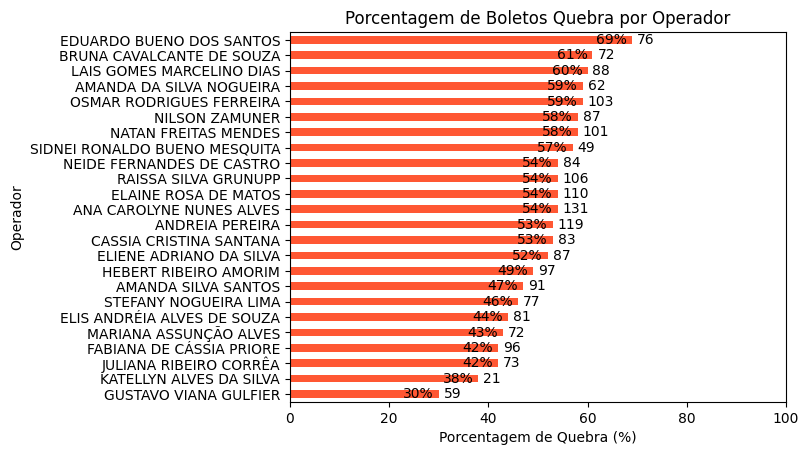 Porcentagem de Boletos Quebra por Operador
EDUARDO BUENO DOS SANTOS 69% 76
BRUNA CAVALCANTE DE SOUZA 61% 72
LAIS GOMES MARCELINO DIAS 60% 88
AMANDA DA SILVA NOGUEIRA 59% 62
OSMAR RODRIGUES FERREIRA 59% 103
NILSON ZAMUNER 58% 87
NATAN FREITAS MENDES 58% 101
SIDNEI RONALDO BUENO MESQUITA 57% 49
NEIDE FERNANDES DE CASTRO 54% 84
RAISSA SILVA GRUNUPP 54% 106
ELAINE ROSA DE MATOS 54% 110
ANA CAROLYNE NUNES ALVES 54% 131
ANDREIA PEREIRA 53% 119
CASSIA CRISTINA SANTANA 53% 83
ELIENE ADRIANO DA SILVA 52% 87
HEBERT RIBEIRO AMORIM 49% 97
AMANDA SILVA SANTOS 47% 91
STEFANY NOGUEIRA LIMA 46% 77
ELIS ANDRÉIA ALVES DE SOUZA 44% 81
MARIANA ASSUNÇÃO ALVES 43% 72
FABIANA DE CÁSSIA PRIORE 42% 96
JULIANA RIBEIRO CORRÊA 42% 73
KATELLYN ALVES DA SILVA 38% 21
GUSTAVO VIANA GULFIER 30% 59
Operador
0 20 40 60 80 100
Porcentagem de Quebra (%)